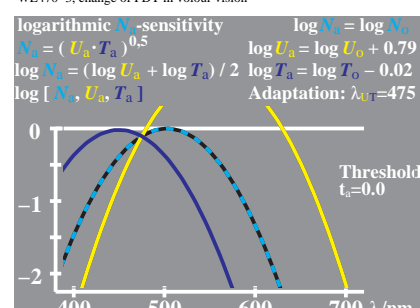 logarithmic Na-sensitivity log Na = log No
Na = ( Ua·Ta )0,5 log Ua = log Uo + 0.79
log Na = (log Ua + log Ta) / 2 log Ta = log To − 0.02
log [ Na, Ua, Ta ] Adaptation: λUT=475
0
Threshold
ta=0.0
−1
−2
400 500 600 700 λ/nm